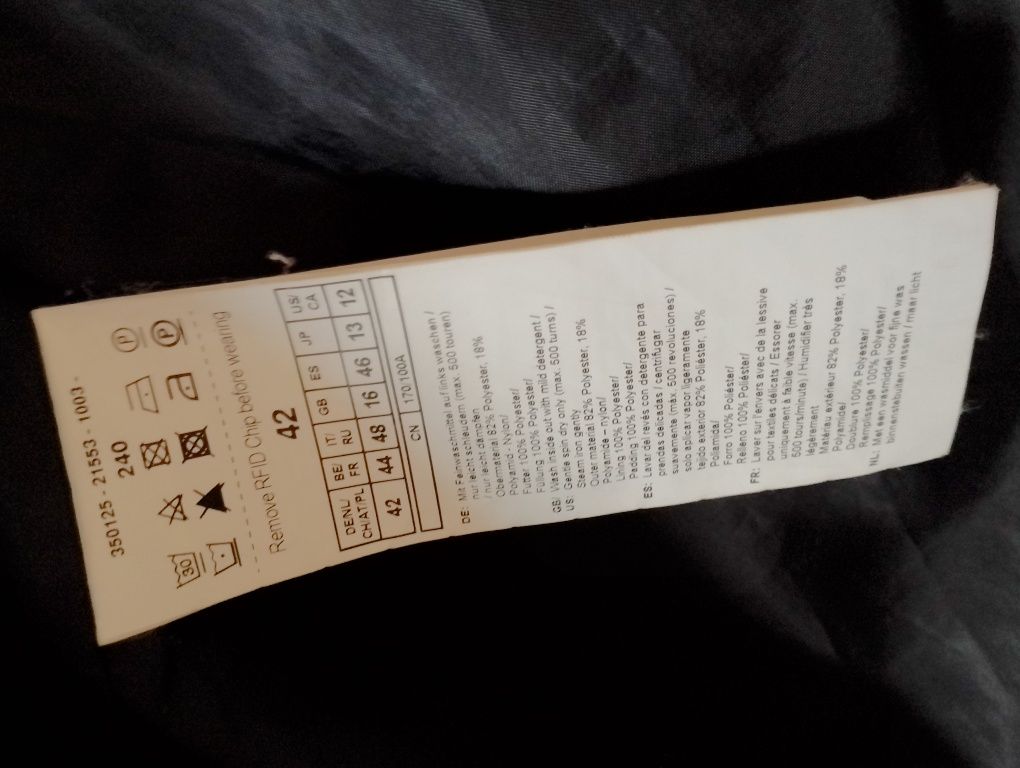 350125 - 21553 - 1003 -
240
30 P
P
Remove RFID Chip before wearing
42
DENL/ CHATPL BE/ FR IT/ RU GB ES JP US/ CA
42 44 48 16 46 13 12
CN 170/100A
DE: Mit Feinwaschmittel auf links waschen /
nur leicht schleudern (max. 500 touren)
/ nur leicht dämpfen
Obermaterial 82% Polyester, 18%
Polyamid - Nylon/
Futter 100% Polyester/
Füllung 100% Polyester/
GB/ US: Wash inside out with mild detergent /
Gentle spin dry only (max. 500 turns) /
Steam iron gently
Outer material 82% Polyester, 18%
Polyamide – nylon/
Lining 100% Polyester/
Padding 100% Polyester/
ES: Lavar del revés con detergente para
prendas delicadas / centrifugar
suavemente (máx. 500 revoluciones) /
solo aplicar vapor ligeramente
tejido exterior 82% Poliéster, 18%
Poliamida/
Forro 100% Poliéster/
Relleno 100% Poliéster/
FR: Laver sur l'envers avec de la lessive
pour textiles délicats / Essorer
uniquement à faible vitesse (max.
500 tours/minute) / Humidifier très
légèrement
Matériau extérieur: 82% Polyester, 18%
Polyamide/
Doublure 100% Polyester/
Remplissage 100% Polyester/
NL: Met een wasmiddel voor fijne was
binnenstebuiten wassen / maar licht